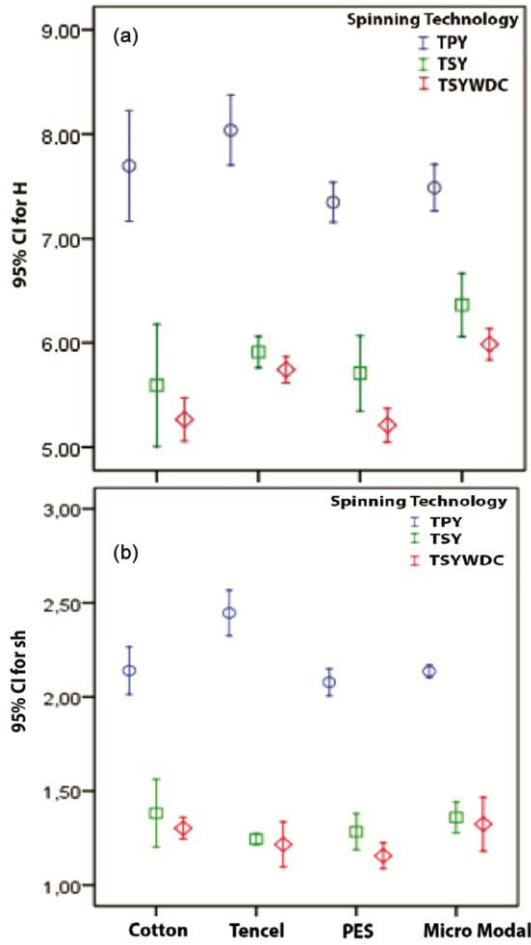 (a)
Spinning Technology
TPY
TSY
TSYWDC
9.00
8.00
7,00
6.00
5.00
95% CI for H
(b)
Spinning Technology
TPY
TSY
TSYWDC
3,00
2,50
2,00
1,50
1,00
95% CI for sh
Cotton Tencel PES Micro Modal